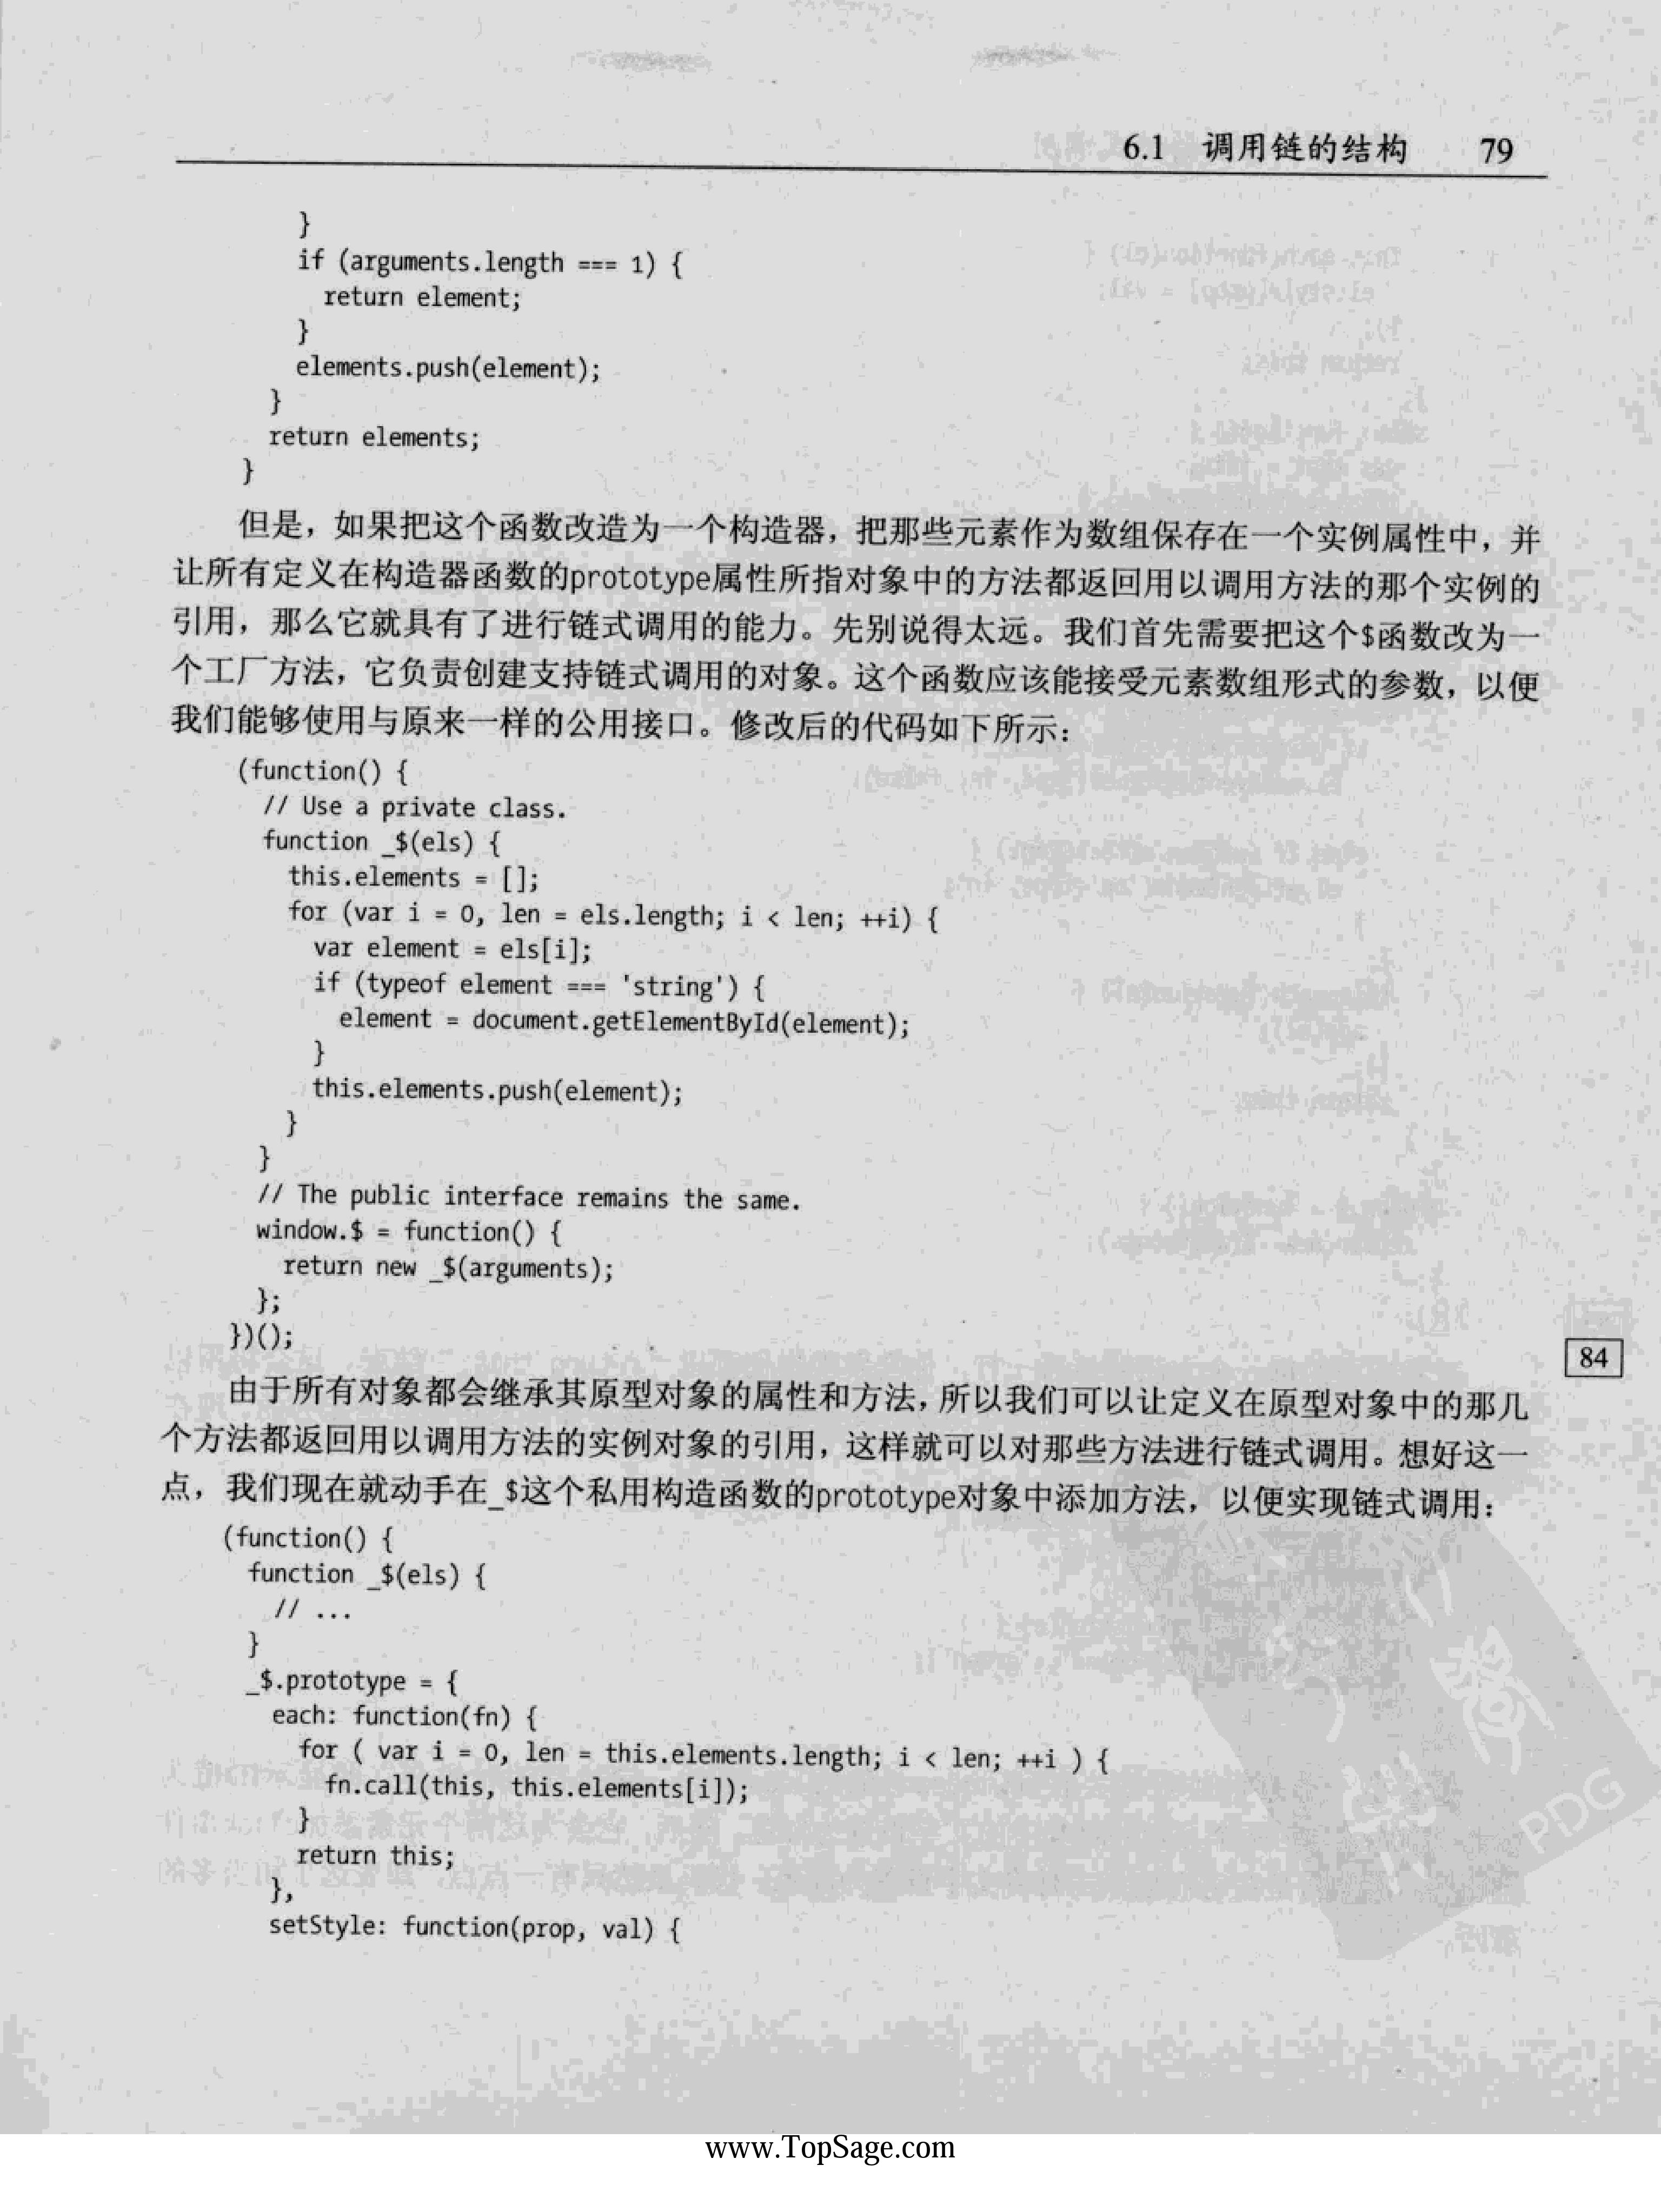 6.1 调用链的结构 79
}
if (arguments.length === 1) {
return element;
}
elements.push(element);
}
return elements;
}
但是，如果把这个函数改造为一个构造器，把那些元素作为数组保存在一个实例属性中，并
让所有定义在构造器函数的prototype属性所指对象中的方法都返回用以调用方法的那个实例的
引用，那么它就具有了进行链式调用的能力。先别说得太远。我们首先需要把这个$函数改为一
个工厂方法，它负责创建支持链式调用的对象。这个函数应该能接受元素数组形式的参数，以便
我们能够使用与原来一样的公用接口。修改后的代码如下所示：
(function() {
// Use a private class.
function _$(els) {
this.elements = [];
for (var i = 0, len = els.length; i < len; ++i) {
var element = els[i];
if (typeof element === 'string') {
element = document.getElementById(element);
}
this.elements.push(element);
}
}
// The public interface remains the same.
window.$ = function() {
return new _$(arguments);
};
})();
84
由于所有对象都会继承其原型对象的属性和方法，所以我们可以让定义在原型对象中的那几
个方法都返回用以调用方法的实例对象的引用，这样就可以对那些方法进行链式调用。想好这一
点，我们现在就动手在_$这个私用构造函数的prototype对象中添加方法，以便实现链式调用：
(function() {
function _$(els) {
// ...
}
_$.prototype = {
each: function(fn) {
for ( var i = 0, len = this.elements.length; i < len; ++i ) {
fn.call(this, this.elements[i]);
}
return this;
},
setStyle: function(prop, val) {
PDG
www.TopSage.com